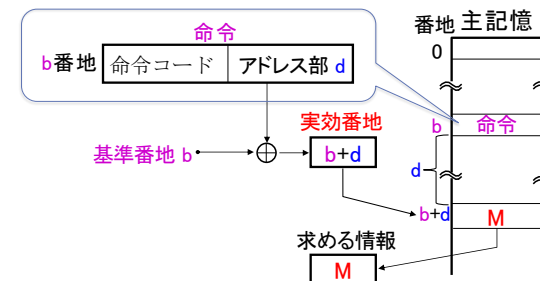 命令
b番地 命令コード アドレス部 d
番地 主記憶
0
b 命令
実効番地
基準番地 b b+d
d
b+d M
求める情報
M